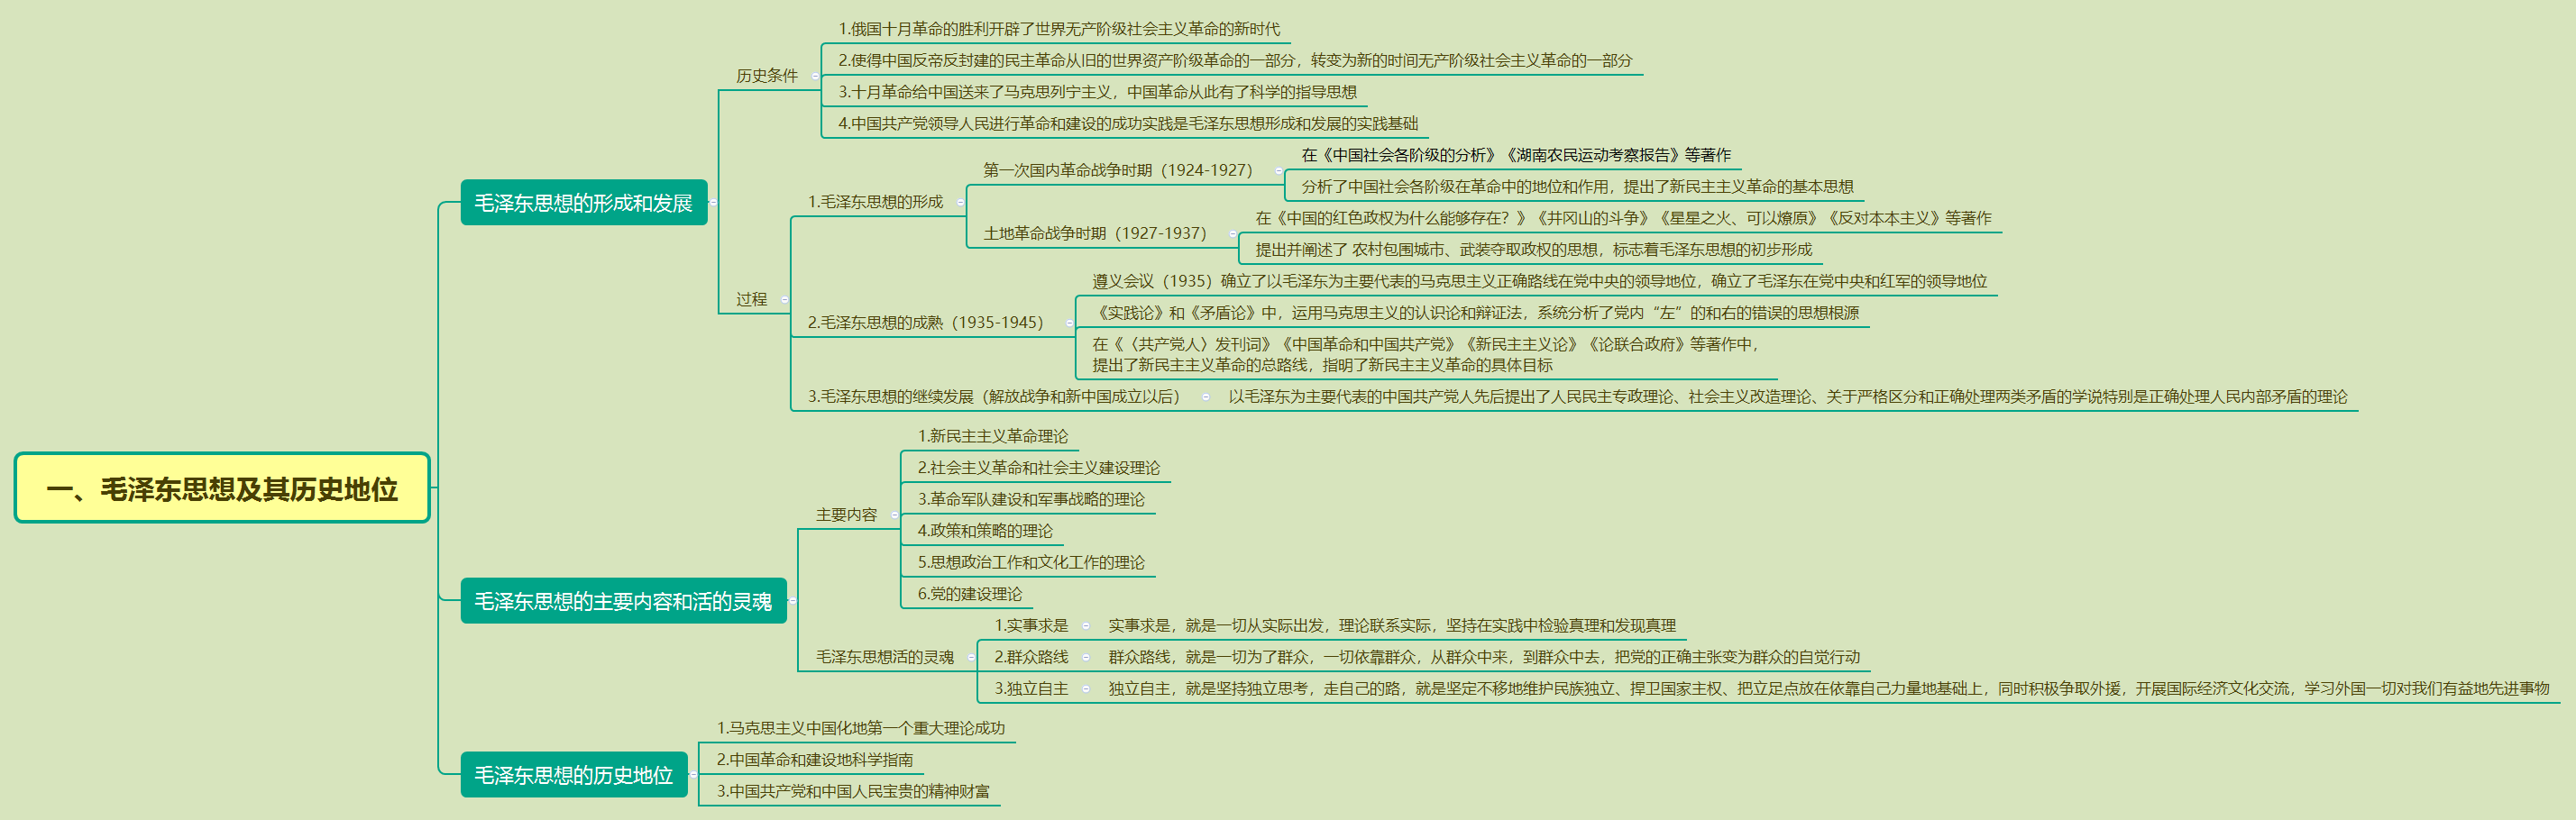 一、毛泽东思想及其历史地位
毛泽东思想的形成和发展
历史条件
1.俄国十月革命的胜利开辟了世界无产阶级社会主义革命的新时代
2.使得中国反帝反封建的民主革命从旧的世界资产阶级革命的一部分，转变为新的时间无产阶级社会主义革命的一部分
3.十月革命给中国送来了马克思列宁主义，中国革命从此有了科学的指导思想
4.中国共产党领导人民进行革命和建设的成功实践是毛泽东思想形成和发展的实践基础
过程
1.毛泽东思想的形成
第一次国内革命战争时期（1924-1927）
在《中国社会各阶级的分析》《湖南农民运动考察报告》等著作
分析了中国社会各阶级在革命中的地位和作用，提出了新民主主义革命的基本思想
土地革命战争时期（1927-1937）
在《中国的红色政权为什么能够存在？》《井冈山的斗争》《星星之火、可以燎原》《反对本本主义》等著作
提出并阐述了 农村包围城市、武装夺取政权的思想，标志着毛泽东思想的初步形成
2.毛泽东思想的成熟（1935-1945）
遵义会议（1935）确立了以毛泽东为主要代表的马克思主义正确路线在党中央的领导地位，确立了毛泽东在党中央和红军的领导地位
《实践论》和《矛盾论》中，运用马克思主义的认识论和辩证法，系统分析了党内“左”的和右的错误的思想根源
在《〈共产党人〉发刊词》《中国革命和中国共产党》《新民主主义论》《论联合政府》等著作中，
提出了新民主主义革命的总路线，指明了新民主主义革命的具体目标
3.毛泽东思想的继续发展（解放战争和新中国成立以后）
以毛泽东为主要代表的中国共产党人先后提出了人民民主专政理论、社会主义改造理论、关于严格区分和正确处理两类矛盾的学说特别是正确处理人民内部矛盾的理论
毛泽东思想的主要内容和活的灵魂
主要内容
1.新民主主义革命理论
2.社会主义革命和社会主义建设理论
3.革命军队建设和军事战略的理论
4.政策和策略的理论
5.思想政治工作和文化工作的理论
6.党的建设理论
毛泽东思想活的灵魂
1.实事求是
实事求是，就是一切从实际出发，理论联系实际，坚持在实践中检验真理和发现真理
2.群众路线
群众路线，就是一切为了群众，一切依靠群众，从群众中来，到群众中去，把党的正确主张变为群众的自觉行动
3.独立自主
独立自主，就是坚持独立思考，走自己的路，就是坚定不移地维护民族独立、捍卫国家主权、把立足点放在依靠自己力量地基础上，同时积极争取外援，开展国际经济文化交流，学习外国一切对我们有益地先进事物
毛泽东思想的历史地位
1.马克思主义中国化地第一个重大理论成功
2.中国革命和建设地科学指南
3.中国共产党和中国人民宝贵的精神财富